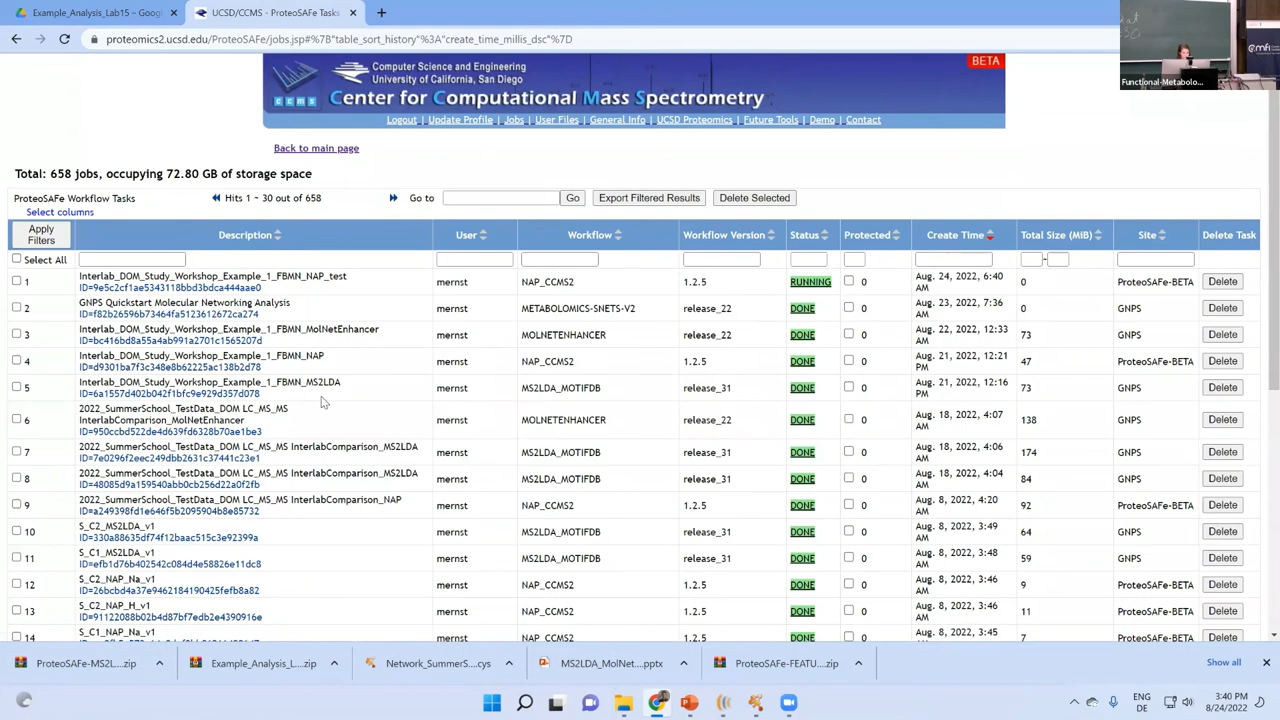 Example_Analysis_Lab15 – Googl
UCSD/CCMS - ProteoSAFe Tasks
proteomics2.ucsd.edu/ProteoSAFe/jobs.jsp#%7B"table_sort_history"%3A"create_time_millis_dsc"%7D
Functional-Metabolo...
BETA
Computer Science and Engineering
University of California, San Diego
ccms
Center for Computational Mass Spectrometry
Logout | Update Profile | Jobs | User Files | General Info | UCSD Proteomics | Future Tools | Demo | Contact
Back to main page
Total: 658 jobs, occupying 72.80 GB of storage space
ProteoSAFe Workflow Tasks Hits 1 ~ 30 out of 658 Go to Go Export Filtered Results Delete Selected
Select columns
Apply Filters Description User Workflow Workflow Version Status Protected Create Time Total Size (MiB) Site Delete Task
Select All -
1 Interlab_DOM_Study_Workshop_Example_1_FBMN_NAP_test mernst NAP_CCMS2 1.2.5 RUNNING 0 Aug. 24, 2022, 6:40 AM 0 ProteoSAFe-BETA Delete
ID=9e5c2cf1ae5343118bbd3bdca444aae0
2 GNPS Quickstart Molecular Networking Analysis mernst METABOLOMICS-SNETS-V2 release_22 DONE 0 Aug. 23, 2022, 7:36 AM 0 GNPS Delete
ID=f82b26596b73464fa5123612672ca274
3 Interlab_DOM_Study_Workshop_Example_1_FBMN_MolNetEnhancer mernst MOLNETENHANCER release_22 DONE 0 Aug. 22, 2022, 12:33 AM 73 GNPS Delete
ID=bc416bd8a55a4ab991a2701c1565207d
4 Interlab_DOM_Study_Workshop_Example_1_FBMN_NAP mernst NAP_CCMS2 1.2.5 DONE 0 Aug. 21, 2022, 12:21 PM 47 ProteoSAFe-BETA Delete
ID=d9301ba7f3c348e8b62225ac138b2d78
5 Interlab_DOM_Study_Workshop_Example_1_FBMN_MS2LDA mernst MS2LDA_MOTIFDB release_31 DONE 0 Aug. 21, 2022, 12:16 PM 73 GNPS Delete
ID=6a1557d402b042f1bfc9e929d357d078
6 2022_SummerSchool_TestData_DOM LC_MS_MS InterlabComparison_MolNetEnhancer mernst MOLNETENHANCER release_22 DONE 0 Aug. 18, 2022, 4:07 AM 138 GNPS Delete
ID=950ccbd522de4d639fd6328b70ae1be3
7 2022_SummerSchool_TestData_DOM LC_MS_MS InterlabComparison_MS2LDA mernst MS2LDA_MOTIFDB release_31 DONE 0 Aug. 18, 2022, 4:06 AM 174 GNPS Delete
ID=7e0296f2eec249dbb2631c37441c23e1
8 2022_SummerSchool_TestData_DOM LC_MS_MS InterlabComparison_MS2LDA mernst MS2LDA_MOTIFDB release_31 DONE 0 Aug. 18, 2022, 4:04 AM 84 GNPS Delete
ID=48085d9a159540abb0cb256d22a0f2fb
9 2022_SummerSchool_TestData_DOM LC_MS_MS InterlabComparison_NAP mernst NAP_CCMS2 1.2.5 DONE 0 Aug. 8, 2022, 4:20 AM 92 ProteoSAFe-BETA Delete
ID=a249398fd1e646f5b2095904b8e85732
10 S_C2_MS2LDA_v1 mernst MS2LDA_MOTIFDB release_31 DONE 0 Aug. 8, 2022, 3:49 AM 64 GNPS Delete
ID=330a88635df74f12baac515c3e92399a
11 S_C1_MS2LDA_v1 mernst MS2LDA_MOTIFDB release_31 DONE 0 Aug. 8, 2022, 3:48 AM 59 GNPS Delete
ID=efb1d76b402542c084d4e58826e11dc8
12 S_C2_NAP_Na_v1 mernst NAP_CCMS2 1.2.5 DONE 0 Aug. 8, 2022, 3:46 AM 9 ProteoSAFe-BETA Delete
ID=26bcbd4a37e9462184190425fefb8a82
13 S_C2_NAP_H_v1 mernst NAP_CCMS2 1.2.5 DONE 0 Aug. 8, 2022, 3:46 AM 11 ProteoSAFe-BETA Delete
ID=91122088b02b4d87bf7edb2e4390916e
14 S_C1_NAP_Na_v1 mernst NAP_CCMS2 1.2.5 DONE 0 Aug. 8, 2022, 3:45 7 ProteoSAFe-BETA Delete
ProteoSAFe-MS2L....zip Example_Analysis_L....zip Network_SummerS....cys MS2LDA_MolNet....pptx ProteoSAFe-FEATU....zip Show all
ENG
DE
3:40 PM
8/24/2022